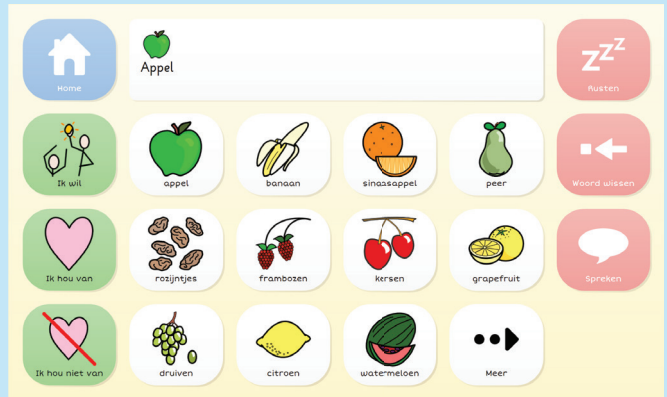 Home
Appel
zzz
Rusten
Ik wil
appel
banaan
sinaasappel
peer
Woord wissen
Ik hou van
rozijntjes
frambozen
kersen
grapefruit
Spreken
Ik hou niet van
druiven
citroen
watermeloen
Meer